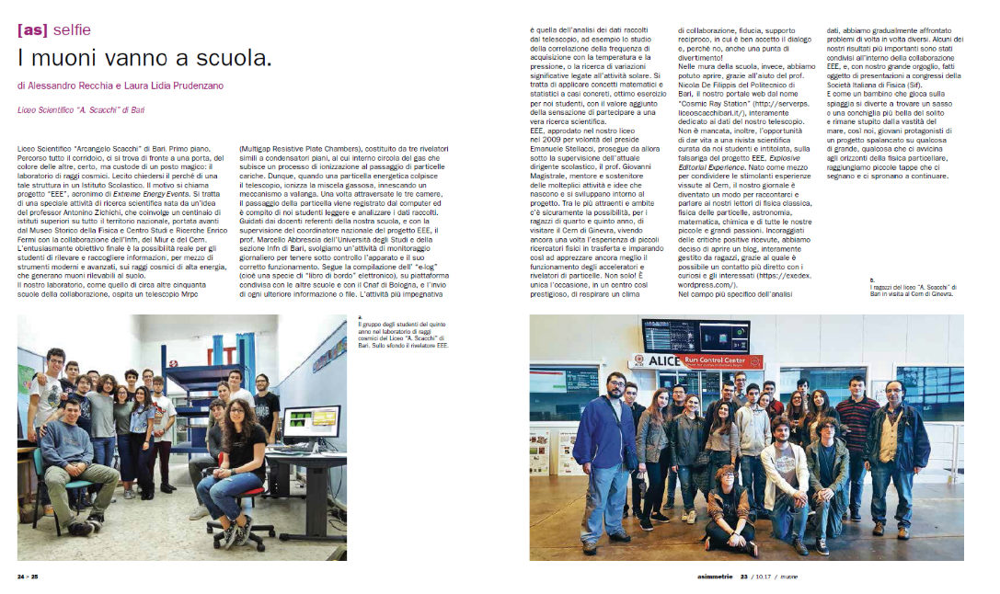 [as] selfie
I muoni vanno a scuola.
di Alessandro Recchia e Laura Lidia Prudenzano
Liceo Scientifico "A. Scacchi" di Bari
Liceo Scientifico "Arcangelo Scacchi" di Bari. Primo piano.
Percorso tutto il corridoio, ci si trova di fronte a una porta, del
colore delle altre, certo, ma custode di un posto magico: il
laboratorio di raggi cosmici. Lecito chiedersi il perché di una
tale struttura in un Istituto Scolastico. Il motivo si chiama
progetto "EEE", acronimo di Extreme Energy Events. Si tratta
di una speciale attività di ricerca scientifica nata da un'idea
del professor Antonino Zichichi, che coinvolge un centinaio di
istituti superiori su tutto il territorio nazionale, portata avanti
dal Museo Storico della Fisica e Centro Studi e Ricerche Enrico
Fermi con la collaborazione dell'Infn, del Miur e del Cern.
L'entusiasmante obiettivo finale è la possibilità reale per gli
studenti di rilevare e raccogliere informazioni, per mezzo di
strumenti moderni e avanzati, sui raggi cosmici di alta energia,
che generano muoni rilevabili al suolo.
Il nostro laboratorio, come quello di circa altre cinquanta
scuole della collaborazione, ospita un telescopio Mrpc
(Multigap Resistive Plate Chambers), costituito da tre rivelatori
simili a condensatori piani, al cui interno circola del gas che
subisce un processo di ionizzazione al passaggio di particelle
cariche. Dunque, quando una particella energetica colpisce
il telescopio, ionizza la miscela gassosa, innescando un
meccanismo a valanga. Una volta attraversate le tre camere,
il passaggio della particella viene registrato dal computer ed
è compito di noi studenti leggere e analizzare i dati raccolti.
Guidati dai docenti referenti della nostra scuola, e con la
supervisione del coordinatore nazionale del progetto EEE, il
prof. Marcello Abbrescia dell'Università degli Studi e della
sezione Infn di Bari, svolgiamo un'attività di monitoraggio
giornaliero per tenere sotto controllo l'apparato e il suo
corretto funzionamento. Segue la compilazione dell' "e-log"
(cioè una specie di "libro di bordo" elettronico), su piattaforma
condivisa con le altre scuole e con il Cnaf di Bologna, e l'invio
di ogni ulteriore informazione o file. L'attività più impegnativa
a.
Il gruppo degli studenti del quinto
anno nel laboratorio di raggi
cosmici del Liceo "A. Scacchi" di
Bari. Sullo sfondo il rivelatore EEE.
24 > 25
è quella dell'analisi dei dati raccolti
dal telescopio, ad esempio lo studio
della correlazione della frequenza di
acquisizione con la temperatura e la
pressione, o la ricerca di variazioni
significative legate all'attività solare. Si
tratta di applicare concetti matematici e
statistici a casi concreti, ottimo esercizio
per noi studenti, con il valore aggiunto
della sensazione di partecipare a una
vera ricerca scientifica.
EEE, approdato nel nostro liceo
nel 2009 per volontà del preside
Emanuele Stellacci, prosegue da allora
sotto la supervisione dell'attuale
dirigente scolastico, il prof. Giovanni
Magistrale, mentore e sostenitore
delle molteplici attività e idee che
nascono e si sviluppano intorno al
progetto. Tra le più attraenti e ambite
c'è sicuramente la possibilità, per i
ragazzi di quarto e quinto anno, di
visitare il Cern di Ginevra, vivendo
ancora una volta l'esperienza di piccoli
ricercatori fisici in trasferta e imparando
così ad apprezzare ancora meglio il
funzionamento degli acceleratori e
rivelatori di particelle. Non solo! È
unica l'occasione, in un centro così
prestigioso, di respirare un clima
di collaborazione, fiducia, supporto
reciproco, in cui è ben accetto il dialogo
e, perché no, anche una punta di
divertimento!
Nelle mura della scuola, invece, abbiamo
potuto aprire, grazie all'aiuto del prof.
Nicola De Filippis del Politecnico di
Bari, il nostro portale web dal nome
"Cosmic Ray Station" (http://serverps.
liceoscacchibari.it/), interamente
dedicato ai dati del nostro telescopio.
Non è mancata, inoltre, l'opportunità
di dar vita a una rivista scientifica
curata da noi studenti e intitolata, sulla
falsariga del progetto EEE, Explosive
Editorial Experience. Nato come mezzo
per condividere le stimolanti esperienze
vissute al Cern, il nostro giornale è
diventato un modo per raccontarci e
parlare ai nostri lettori di fisica classica,
fisica delle particelle, astronomia,
matematica, chimica e di tutte le nostre
piccole e grandi passioni. Incoraggiati
delle critiche positive ricevute, abbiamo
deciso di aprire un blog, interamente
gestito da ragazzi, grazie al quale è
possibile un contatto più diretto con i
curiosi e gli interessati (https://exedex.
wordpress.com/).
Nel campo più specifico dell'analisi
dati, abbiamo gradualmente affrontato
problemi di volta in volta diversi. Alcuni dei
nostri risultati più importanti sono stati
condivisi all'interno della collaborazione
EEE, e, con nostro grande orgoglio, fatti
oggetto di presentazioni a congressi della
Società Italiana di Fisica (Sif).
E come un bambino che gioca sulla
spiaggia si diverte a trovare un sasso
o una conchiglia più bella del solito
e rimane stupito dalla vastità del
mare, così noi, giovani protagonisti di
un progetto spalancato su qualcosa
di grande, qualcosa che ci avvicina
agli orizzonti della fisica particellare,
raggiungiamo piccole tappe che ci
segnano e ci spronano a continuare.
b.
I ragazzi del liceo "A. Scacchi" di
Bari in visita al Cern di Ginevra.
ALICE Run Control Center
asimmetrie 23 / 10.17 / muone